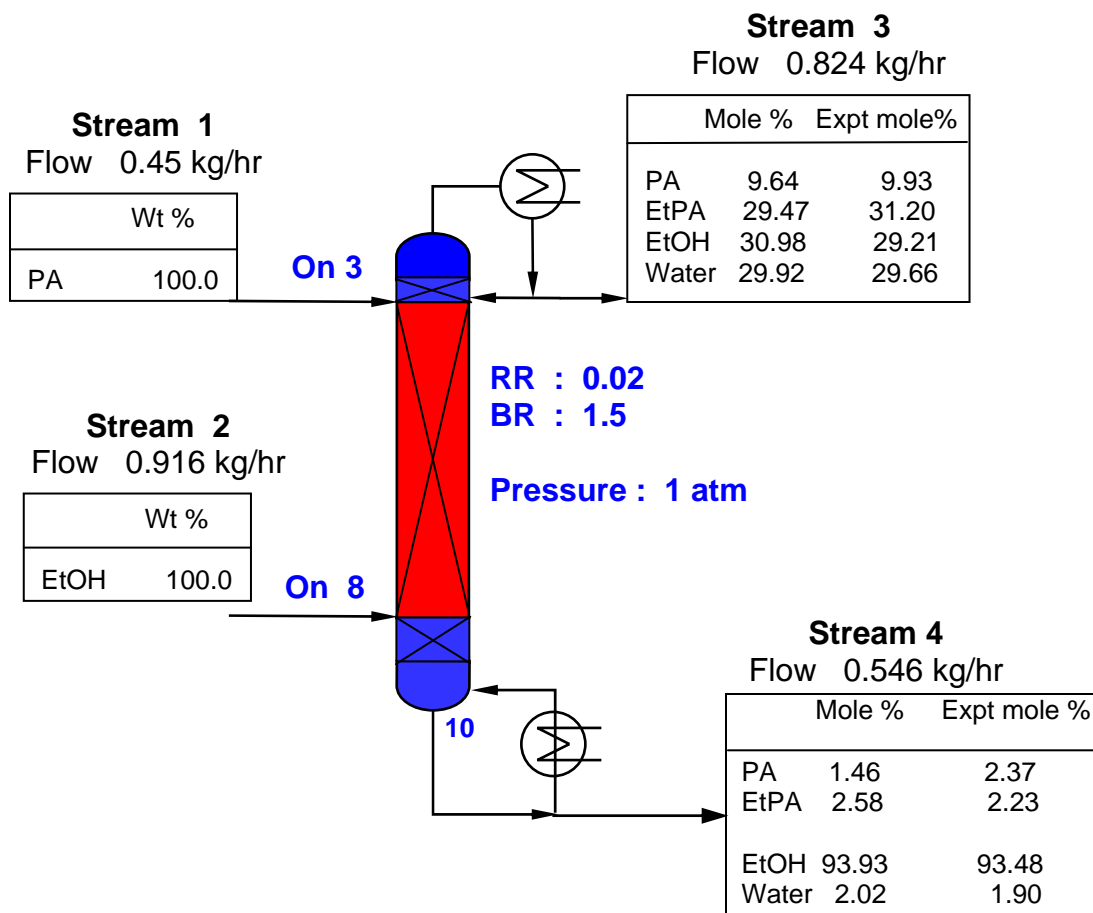 Stream 3
Flow 0.824 kg/hr
Mole % Expt mole%
PA 9.64 9.93
EtPA 29.47 31.20
EtOH 30.98 29.21
Water 29.92 29.66
Stream 1
Flow 0.45 kg/hr
Wt %
PA 100.0
On 3
RR : 0.02
BR : 1.5
Pressure : 1 atm
Stream 2
Flow 0.916 kg/hr
Wt %
EtOH 100.0
On 8
10
Stream 4
Flow 0.546 kg/hr
Mole % Expt mole %
PA 1.46 2.37
EtPA 2.58 2.23
EtOH 93.93 93.48
Water 2.02 1.90